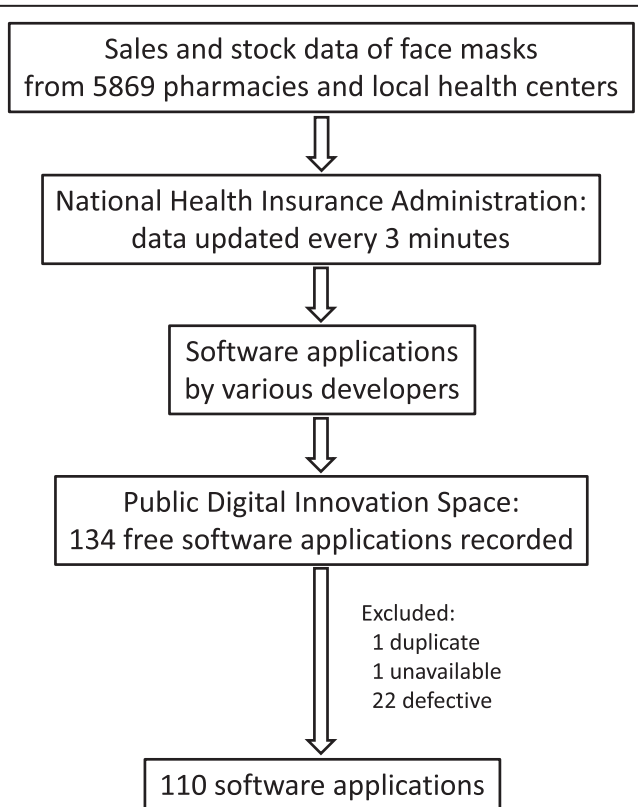 Sales and stock data of face masks
from 5869 pharmacies and local health centers
National Health Insurance Administration:
data updated every 3 minutes
Software applications
by various developers
Public Digital Innovation Space:
134 free software applications recorded
Excluded:
1 duplicate
1 unavailable
22 defective
110 software applications